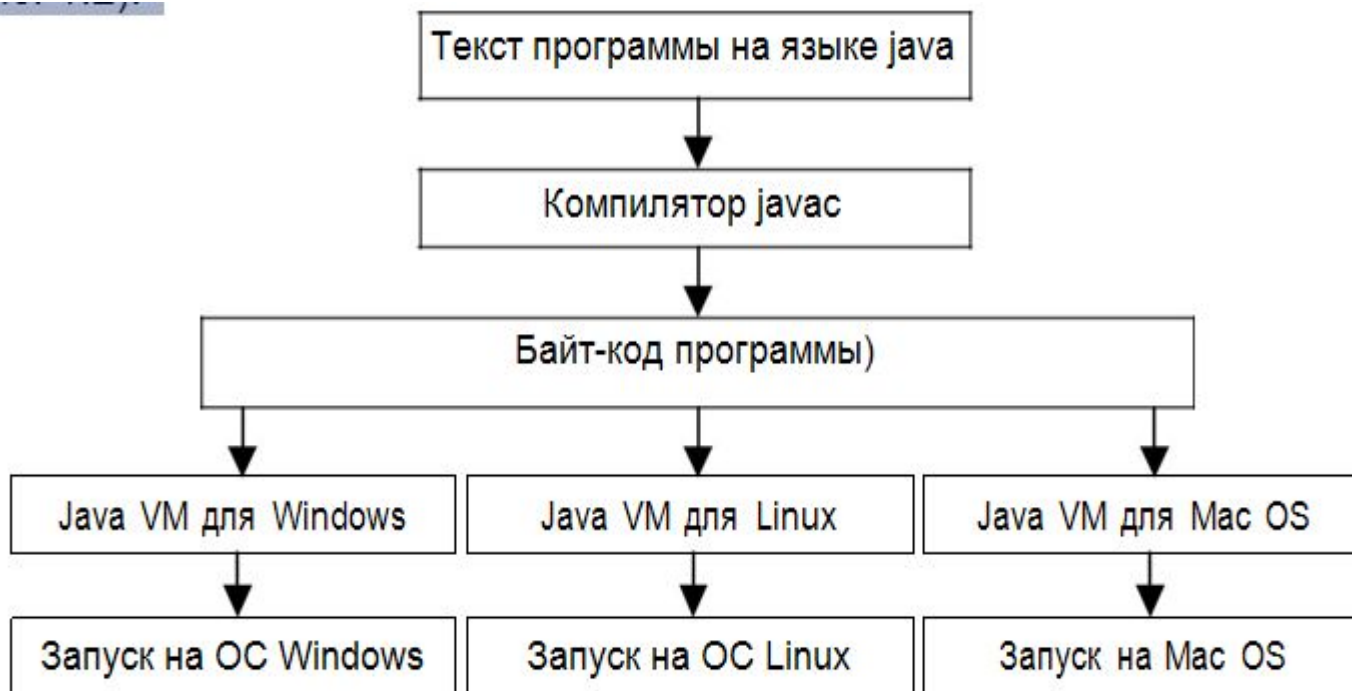 Текст программы на языке java
Компилятор javac
Байт-код программы)
Java VM для Windows
Java VM для Linux
Java VM для Mac OS
Запуск на ОС Windows
Запуск на ОС Linux
Запуск на Mac OS